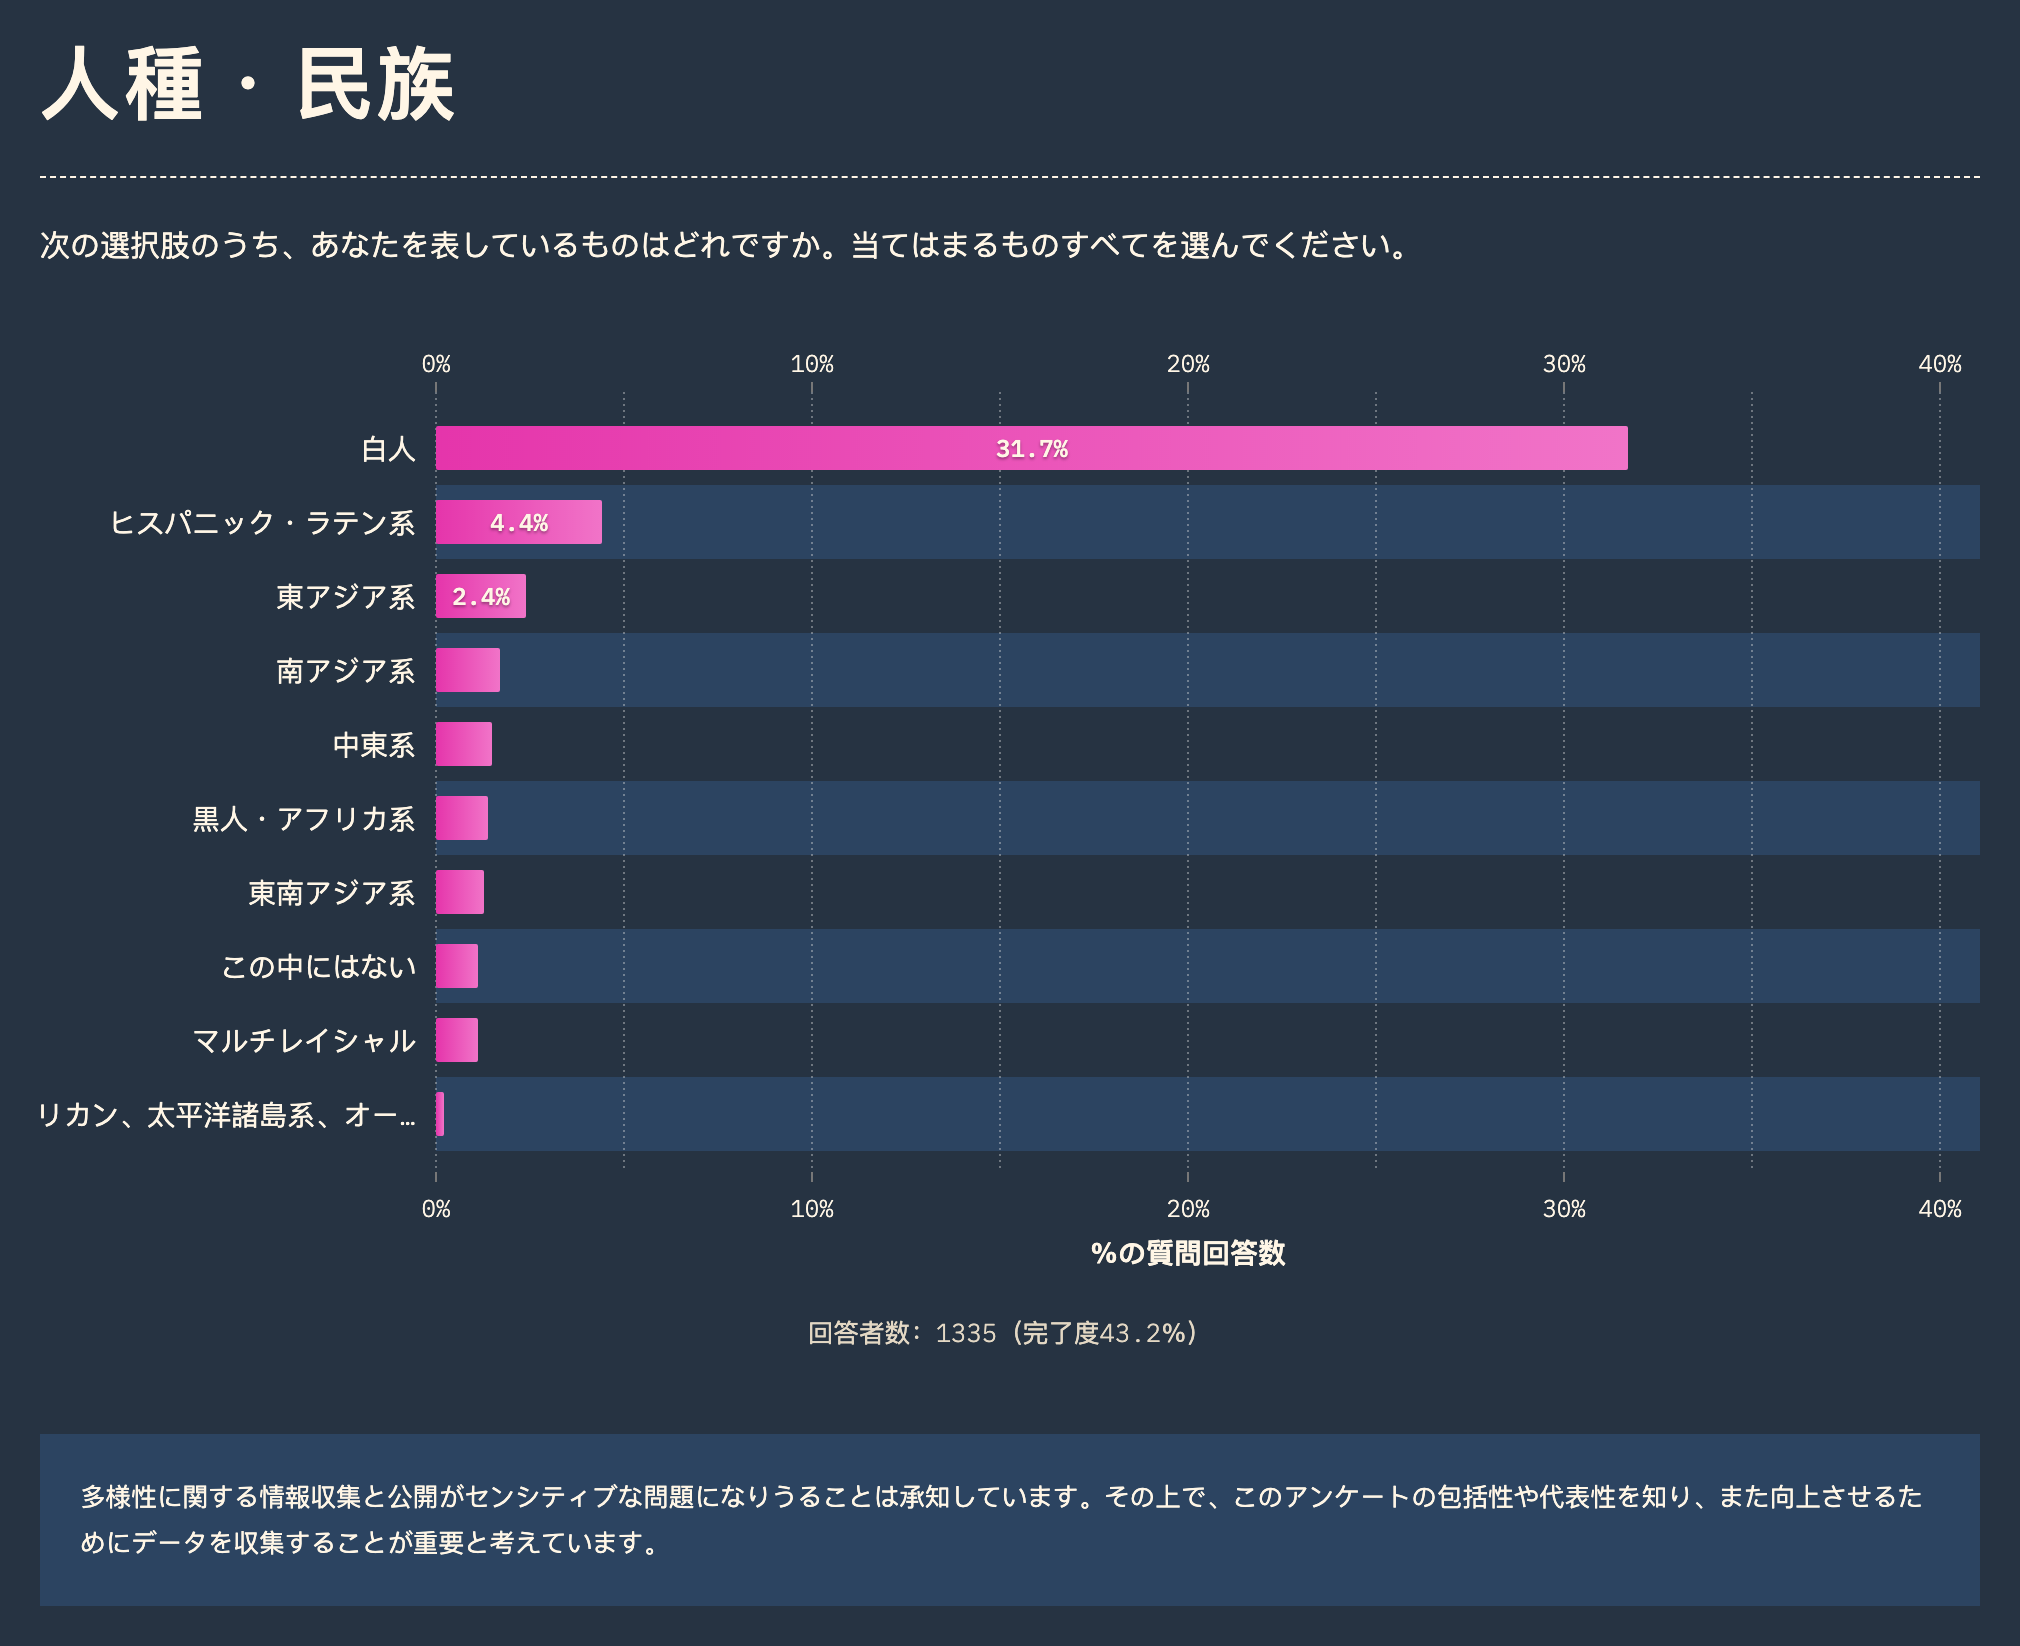 人種・民族
次の選択肢のうち、あなたを表しているものはどれですか。当てはまるものすべてを選んでください。
0% 10% 20% 30% 40%
白人 31.7%
ヒスパニック・ラテン系 4.4%
東アジア系 2.4%
南アジア系
中東系
黒人・アフリカ系
東南アジア系
この中にはない
マルチレイシャル
リカン、太平洋諸島系、オー…
0% 10% 20% 30% 40%
%の質問回答数
回答者数：1335（完了度43.2%）
多様性に関する情報収集と公開がセンシティブな問題になりうることは承知しています。その上で、このアンケートの包括性や代表性を知り、また向上させるた
めにデータを収集することが重要と考えています。